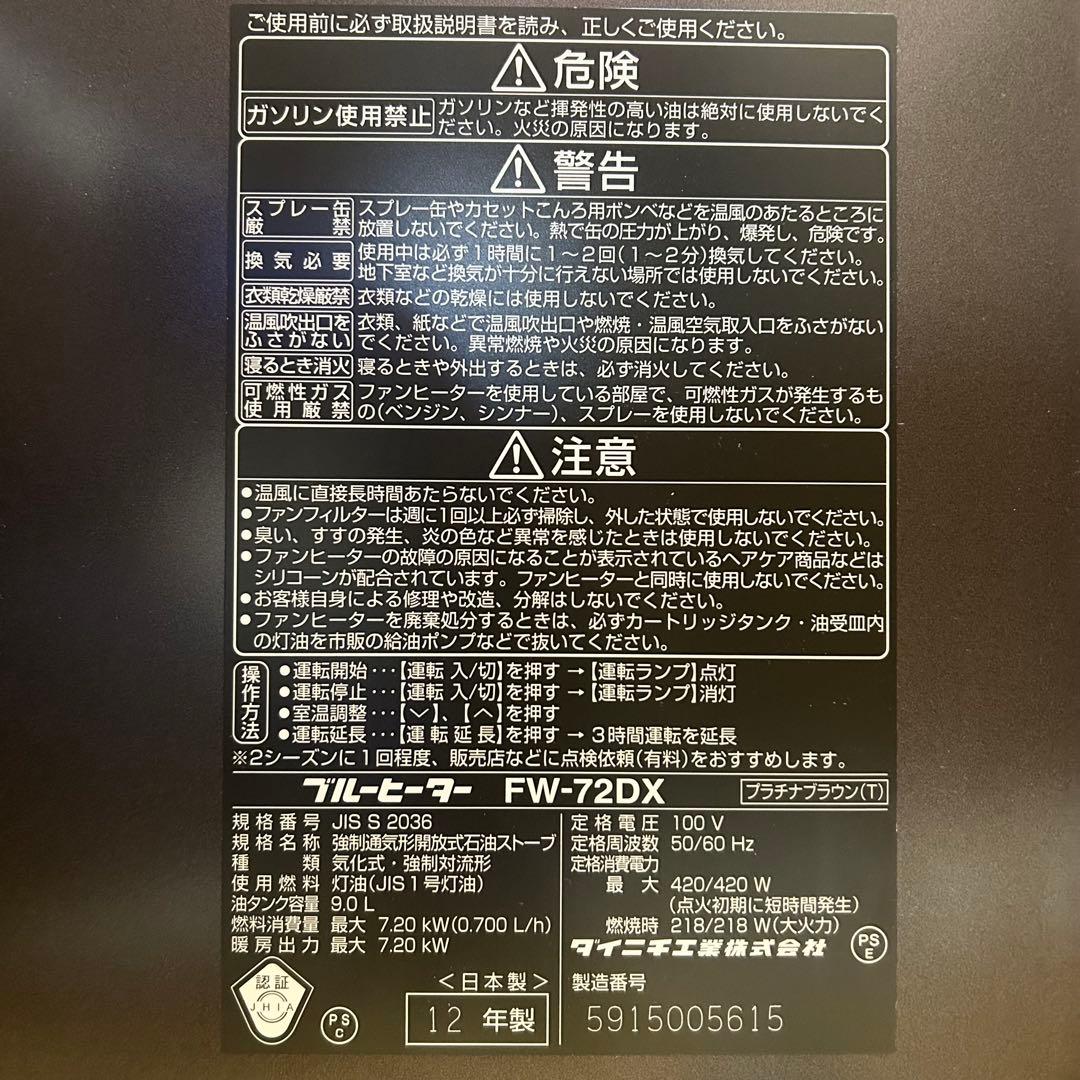 ご使用前に必ず取扱説明書を読み、正しくご使用ください。
危険
ガソリン使用禁止 ガソリンなど揮発性の高い油は絶対に使用しないでく
ださい。火災の原因になります。
警告
スプレー缶 スプレー缶やカセットこんろ用ボンベなどを温風のあたるところに
厳禁 放置しないでください。熱で缶の圧力が上がり、爆発し、危険です。
換気必要 使用中は必ず1時間に1〜2回(1〜2分)換気してください。
地下室など換気が十分に行えない場所では使用しないでください。
衣類乾燥厳禁 衣類などの乾燥には使用しないでください。
温風吹出口を 衣類、紙などで温風吹出口や燃焼・温風空気取入口をふさがない
ふさがない でください。異常燃焼や火災の原因になります。
寝るとき消火 寝るときや外出するときは、必ず消火してください。
可燃性ガス ファンヒーターを使用している部屋で、可燃性ガスが発生するも
使用厳禁 の(ベンジン、シンナー)、スプレーを使用しないでください。
注意
●温風に直接長時間あたらないでください。
●ファンフィルターは週に1回以上必ず掃除し、外した状態で使用しないでください。
●臭い、すすの発生、炎の色など異常を感じたときは使用しないでください。
●ファンヒーターの故障の原因になることが表示されているヘアケア商品などは
シリコーンが配合されています。ファンヒーターと同時に使用しないでください。
●お客様自身による修理や改造、分解はしないでください。
●ファンヒーターを廃棄処分するときは、必ずカートリッジタンク・油受皿内
の灯油を市販の給油ポンプなどで抜いてください。
操作方法
●運転開始･･･【運転 入/切】を押す → 【運転ランプ】点灯
●運転停止･･･【運転 入/切】を押す → 【運転ランプ】消灯
●室温調整･･･【﹀】、【︿】を押す
●運転延長･･･【運転延長】を押す → 3時間運転を延長
※2シーズンに1回程度、販売店などに点検依頼(有料)をおすすめします。
ブルーヒーター FW-72DX プラチナブラウン(T)
規格番号 JIS S 2036
規格名称 強制通気形開放式石油ストーブ
種類 気化式・強制対流形
使用燃料 灯油(JIS1号灯油)
油タンク容量 9.0 L
燃料消費量 最大 7.20 kW(0.700 L/h)
暖房出力 最大 7.20 kW
定格電圧 100 V
定格周波数 50/60 Hz
定格消費電力
最大 420/420 W
(点火初期に短時間発生)
燃焼時 218/218 W(大火力)
ダイニチ工業株式会社 PS E
認証 JHIA
PS C
<日本製>
12 年製
製造番号
5915005615